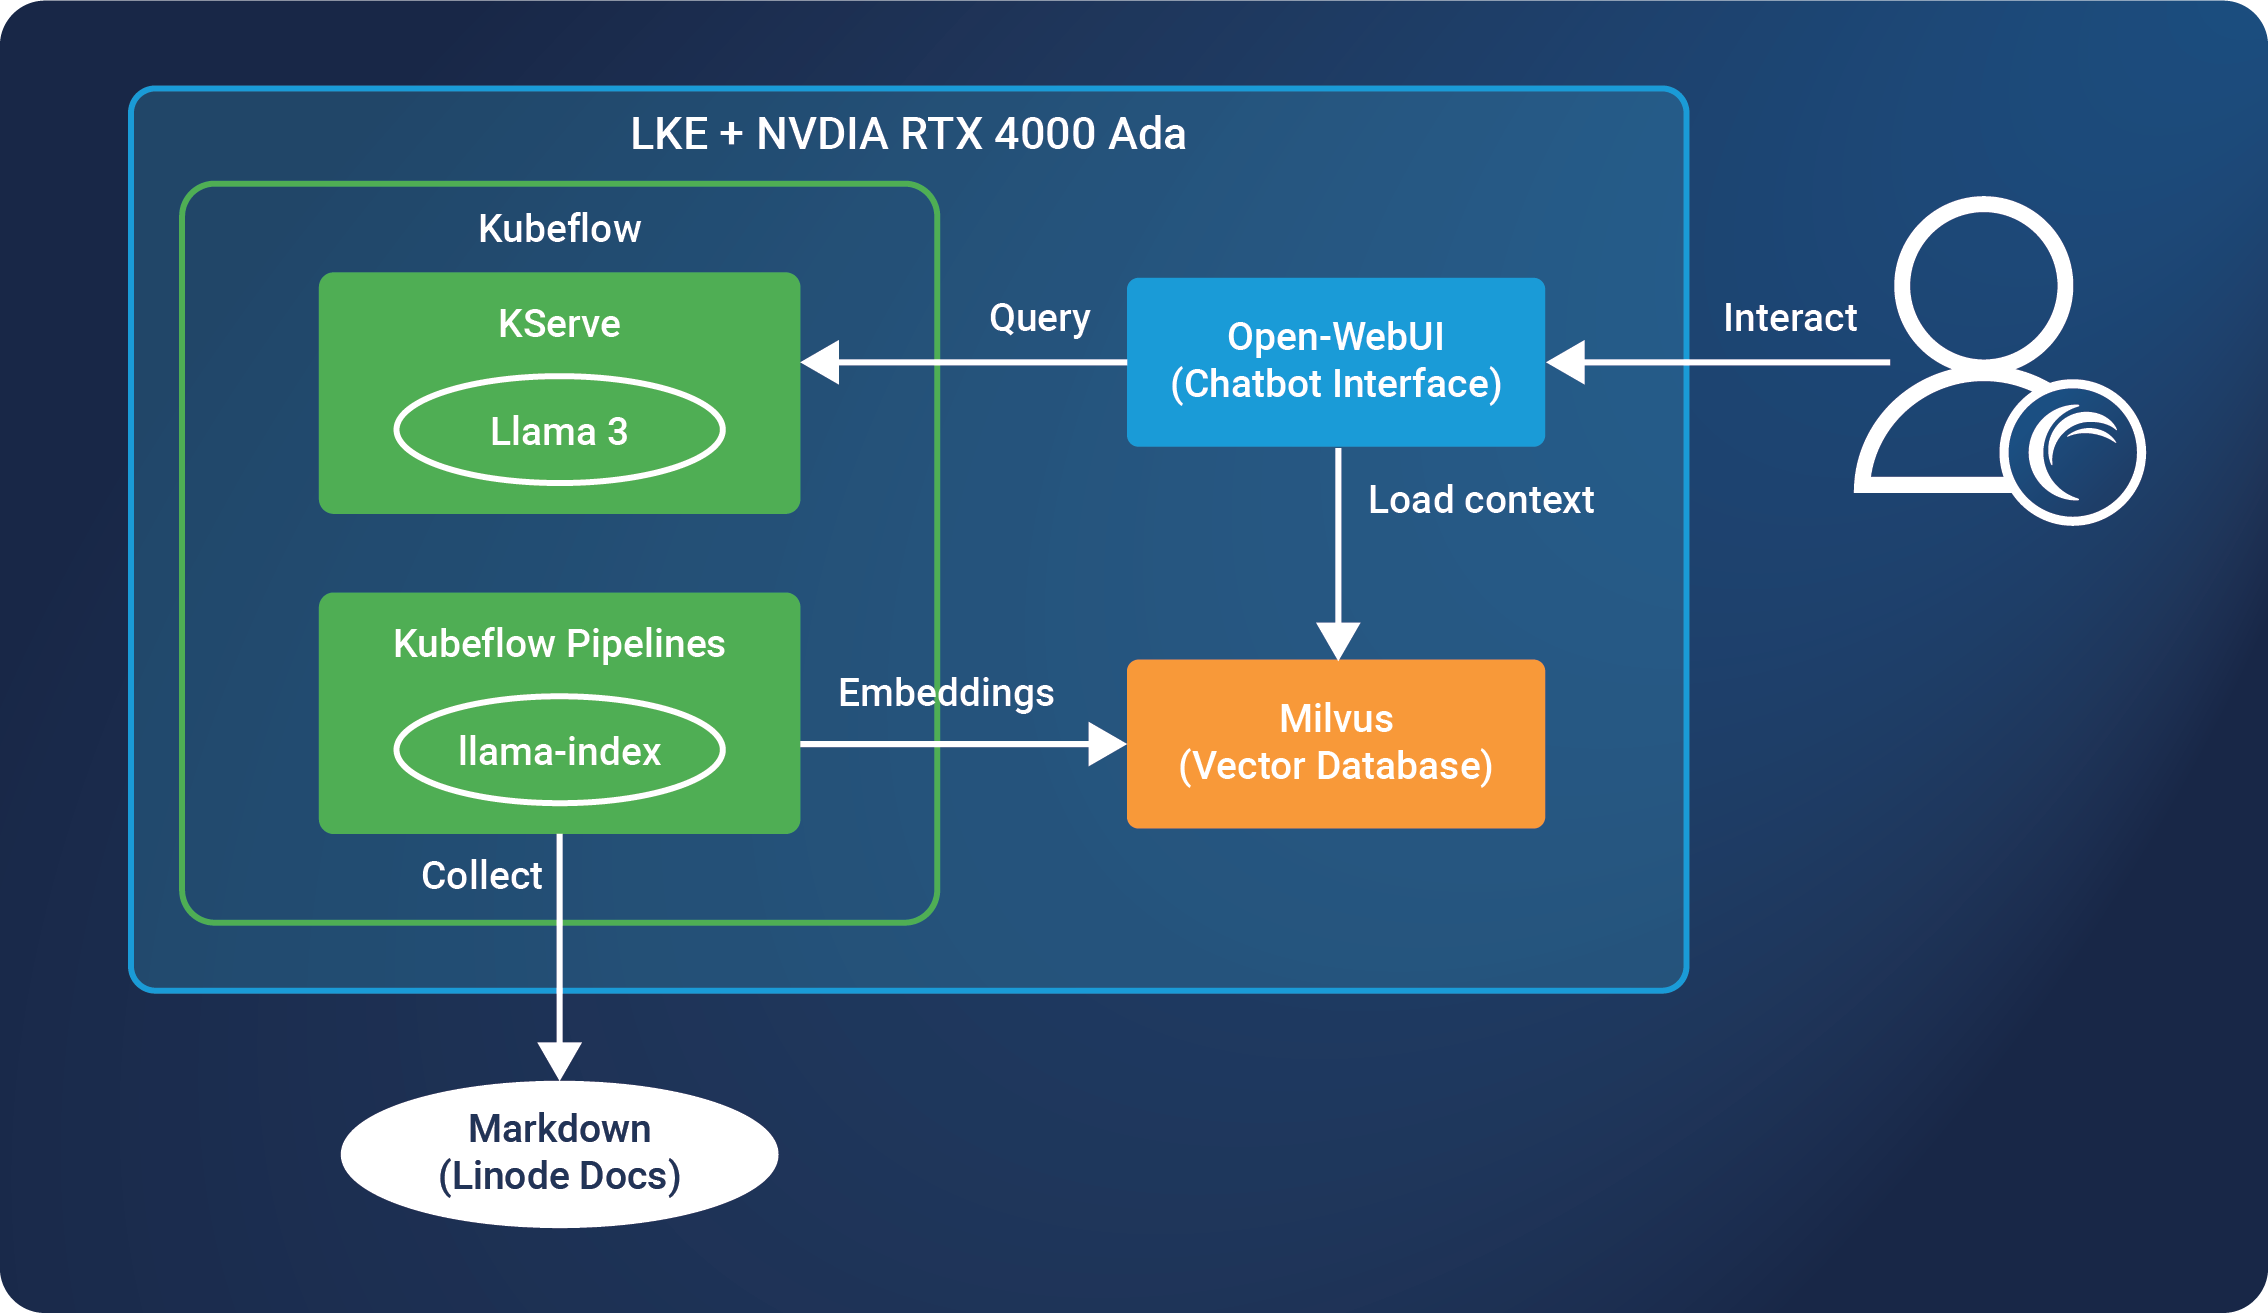 LKE + NVDIA RTX 4000 Ada
Kubeflow
KServe
Llama 3
Query
Open-WebUI
(Chatbot Interface)
Interact
Load context
Kubeflow Pipelines
llama-index
Embeddings
Milvus
(Vector Database)
Collect
Markdown
(Linode Docs)